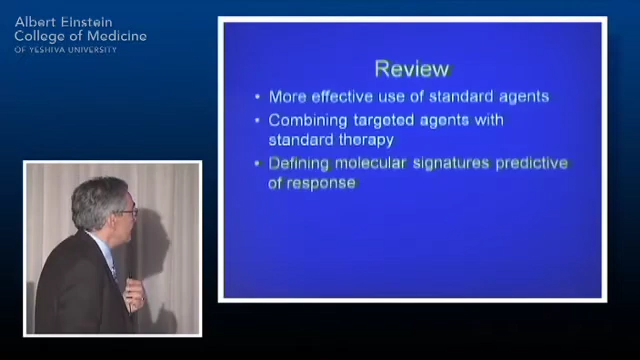 Albert Einstein
College of Medicine
OF YESHIVA UNIVERSITY
Review
• More effective use of standard agents
• Combining targeted agents with
standard therapy
• Defining molecular signatures predictive
of response